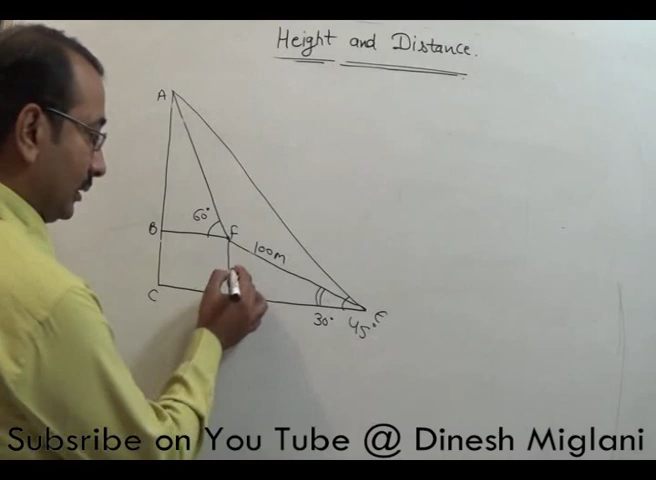 Height and Distance.
A
60°
B
F
100m
C
30°
45°
E
Subsribe on You Tube @ Dinesh Miglani